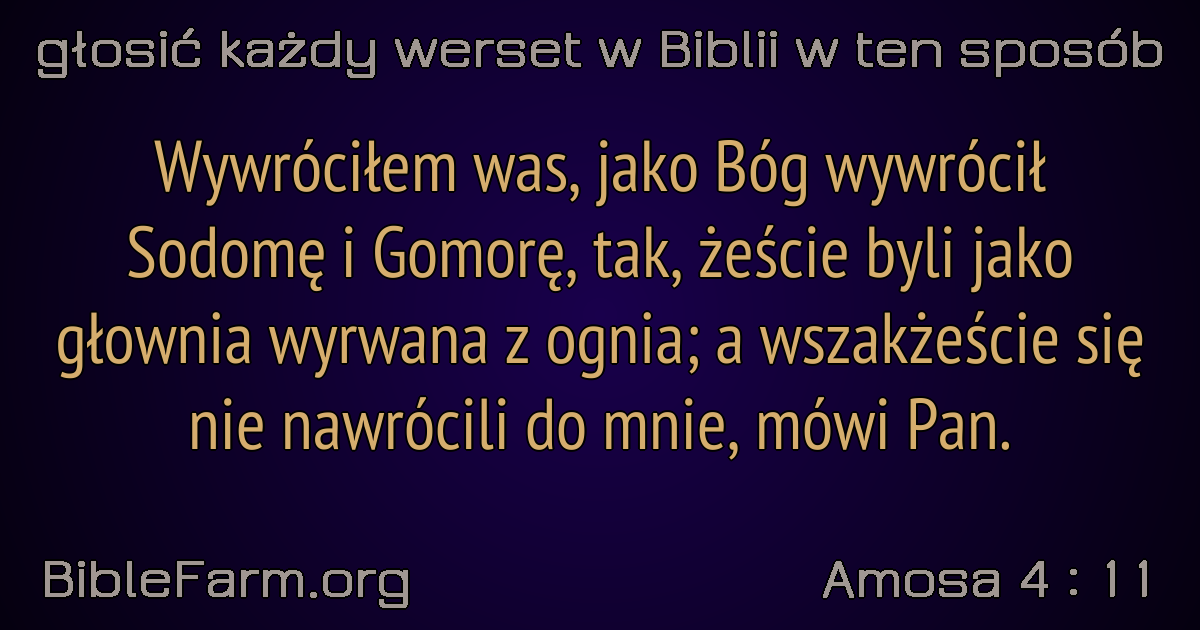 głosić każdy werset w Biblii w ten sposób
Wywróciłem was, jako Bóg wywrócił
Sodomę i Gomorę, tak, żeście byli jako
głownia wyrwana z ognia; a wszakżeście się
nie nawrócili do mnie, mówi Pan.
BibleFarm.org
Amosa 4 : 11